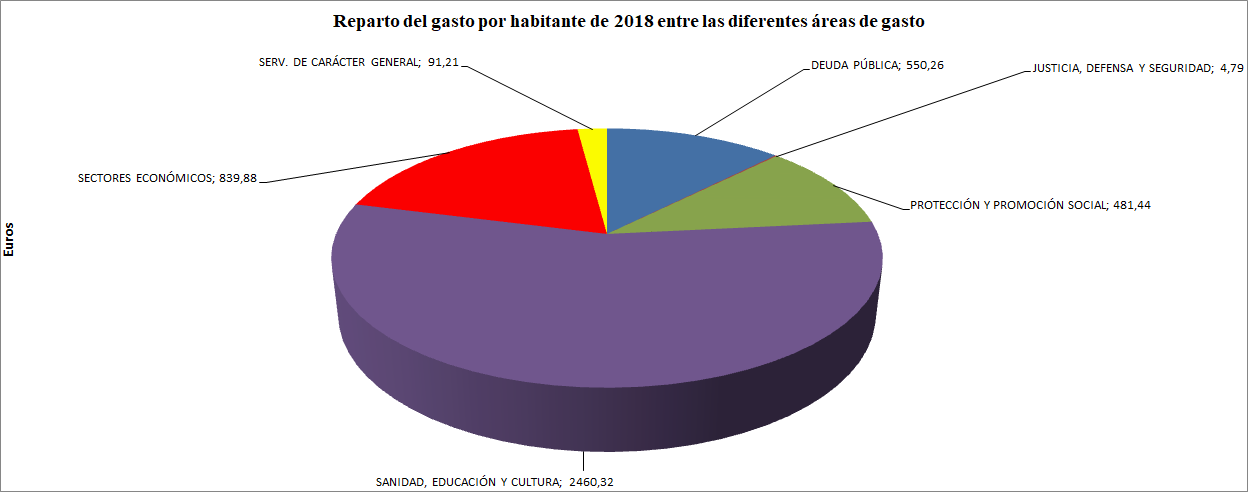 Reparto del gasto por habitante de 2018 entre las diferentes áreas de gasto
SERV. DE CARÁCTER GENERAL; 91,21
DEUDA PÚBLICA; 550,26
JUSTICIA, DEFENSA Y SEGURIDAD; 4,79
SECTORES ECONÓMICOS; 839,88
PROTECCIÓN Y PROMOCIÓN SOCIAL; 481,44
Euros
SANIDAD, EDUCACIÓN Y CULTURA; 2460,32